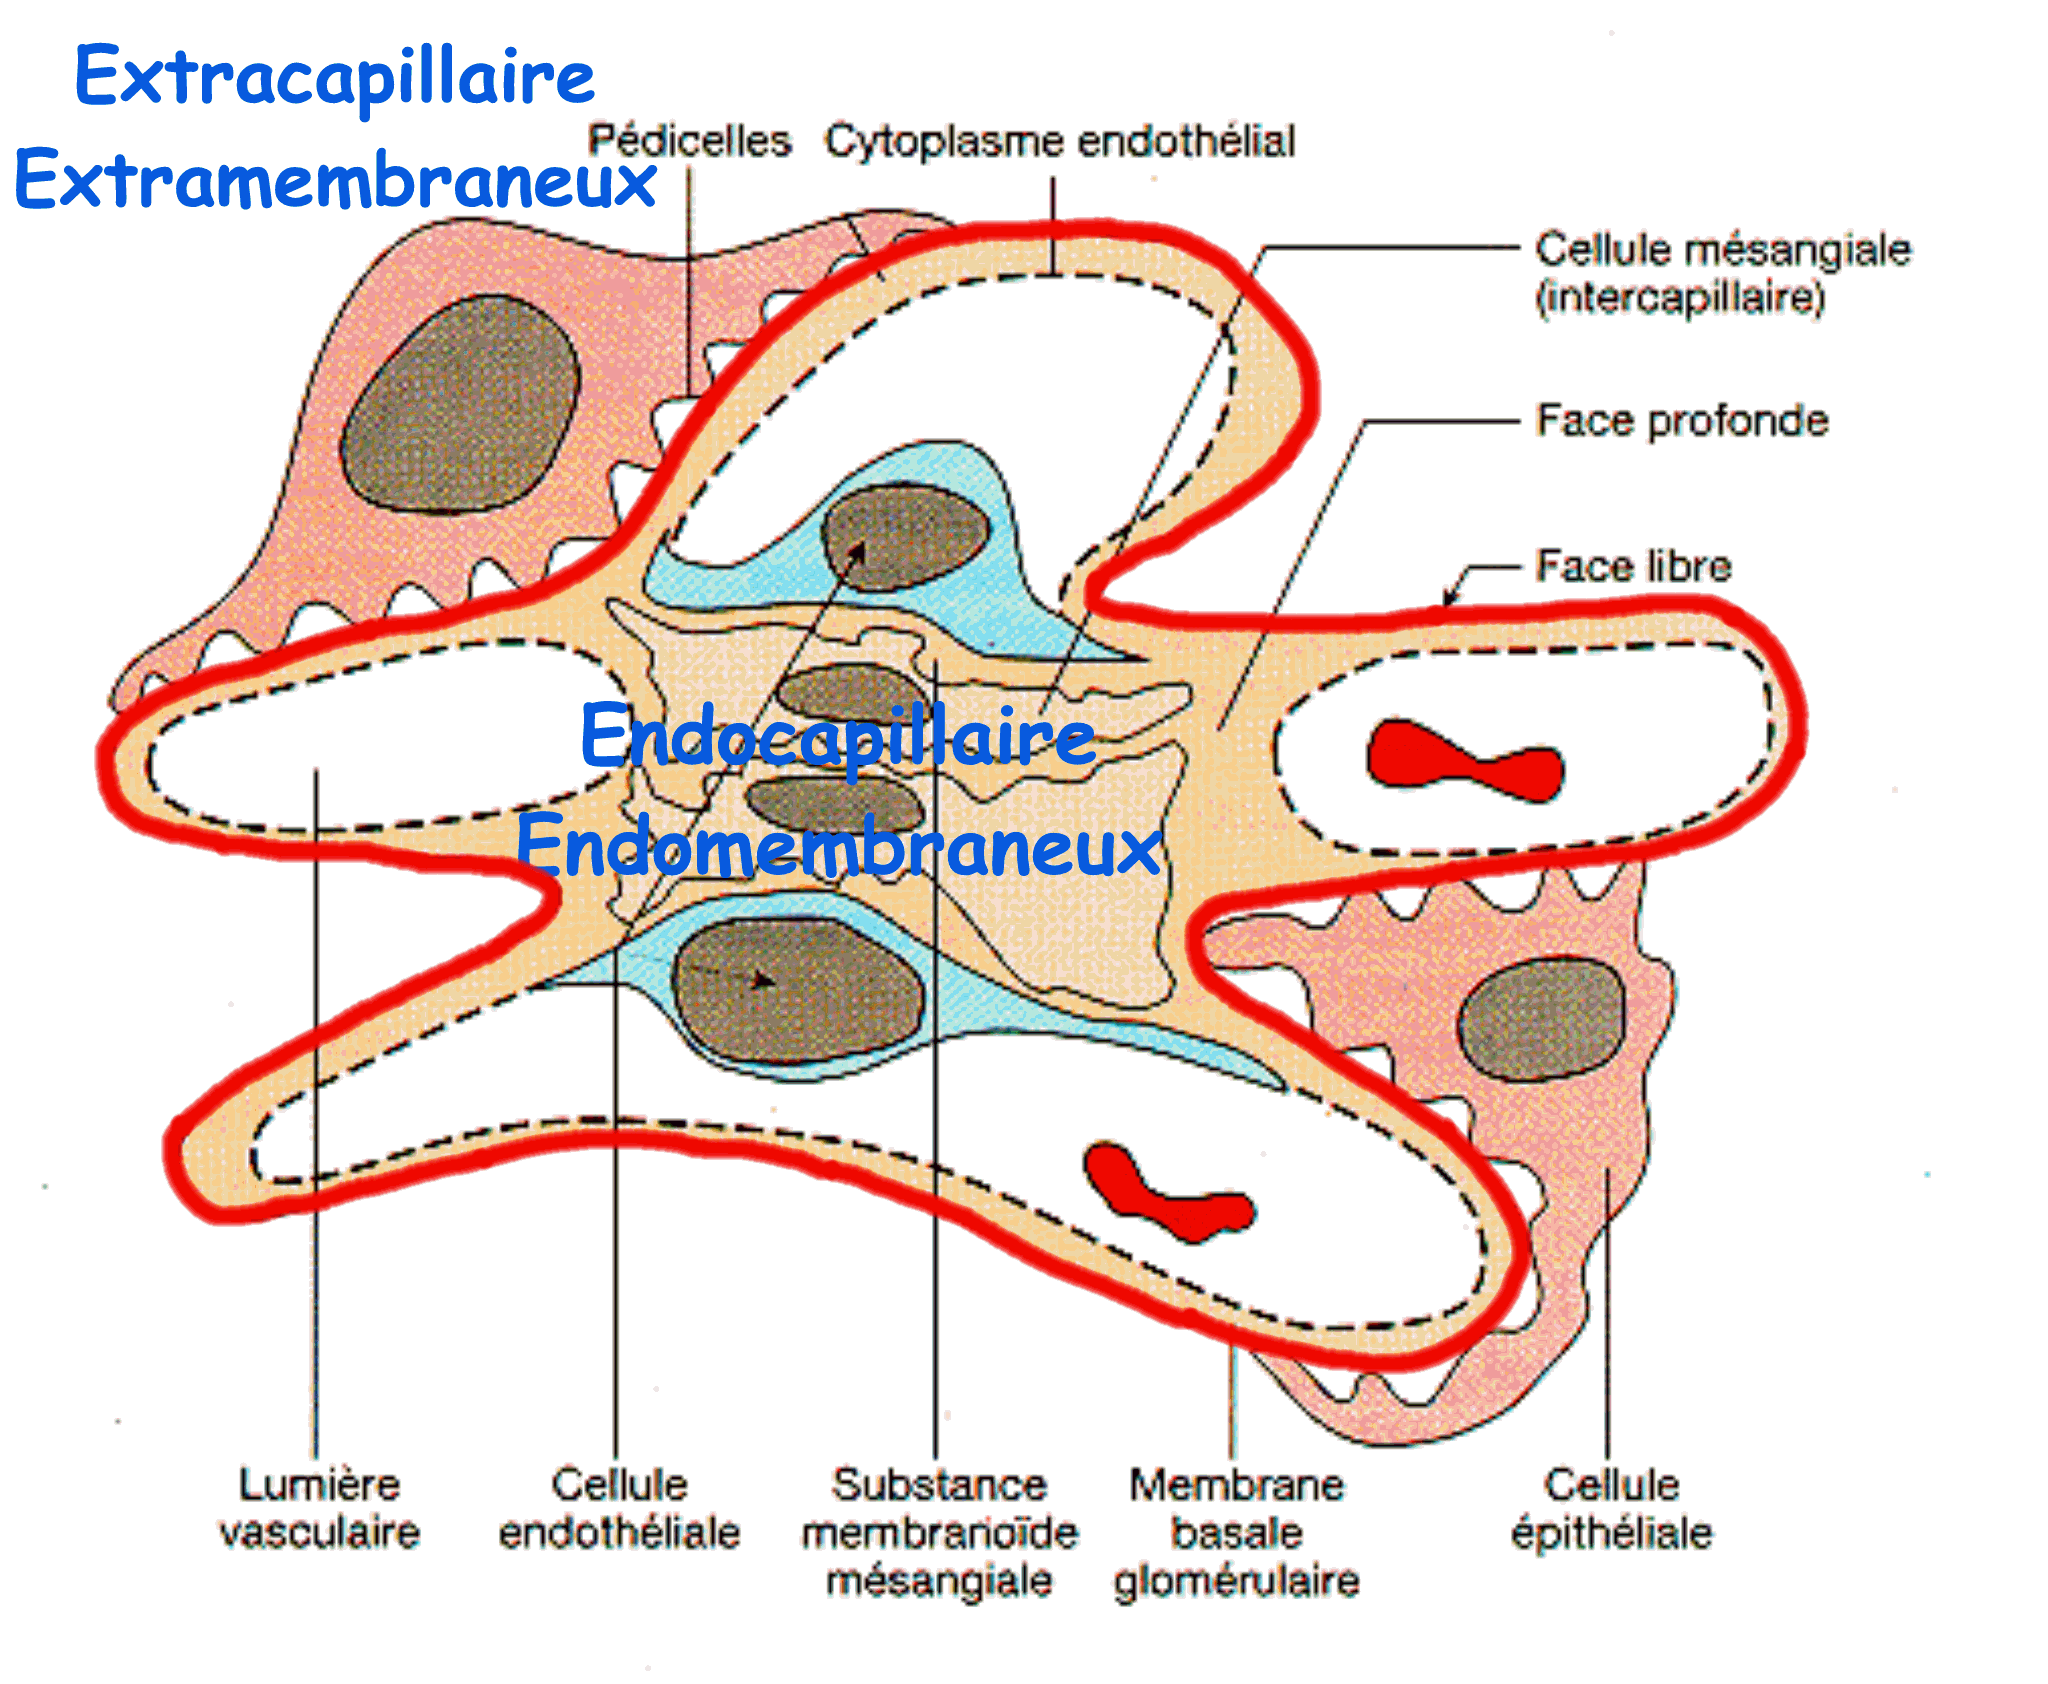 Extracapillaire
Extramembraneux
Pédicelles
Cytoplasme endothélial
Cellule mésangiale
(intercapillaire)
Face profonde
Face libre
Endocapillaire
Endomembraneux
Lumière
vasculaire
Cellule
endothéliale
Substance
membranoïde
mésangiale
Membrane
basale
glomérulaire
Cellule
épithéliale